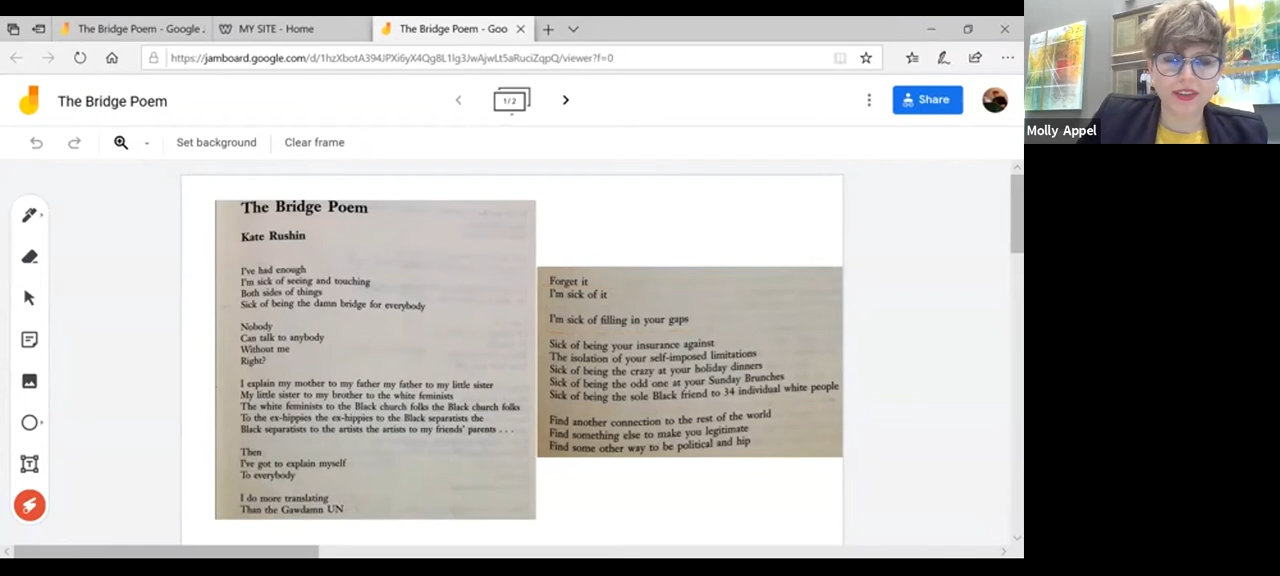 The Bridge Poem - Google .
MY SITE - Home
The Bridge Poem - Goo
https://jamboard.google.com/d/1hzXbotA394JPXi6yX4Qg8L1lg3JwAjwLt5aRuciZqpQ/viewer?f=0
The Bridge Poem
1/2
Share
Set background
Clear frame
Molly Appel
The Bridge Poem
Kate Rushin
I've had enough
I'm sick of seeing and touching
Both sides of things
Sick of being the damn bridge for everybody
Nobody
Can talk to anybody
Without me
Right?
I explain my mother to my father my father to my little sister
My little sister to my brother to the white feminists
The white feminists to the Black church folks the Black church folks
To the ex-hippies the ex-hippies to the Black separatists the
Black separatists to the artists the artists to my friends' parents . . .
Then
I've got to explain myself
To everybody
I do more translating
Than the Gawdamn UN
Forget it
I'm sick of it
I'm sick of filling in your gaps
Sick of being your insurance against
The isolation of your self-imposed limitations
Sick of being the crazy at your holiday dinners
Sick of being the odd one at your Sunday Brunches
Sick of being the sole Black friend to 34 individual white people
Find another connection to the rest of the world
Find something else to make you legitimate
Find some other way to be political and hip